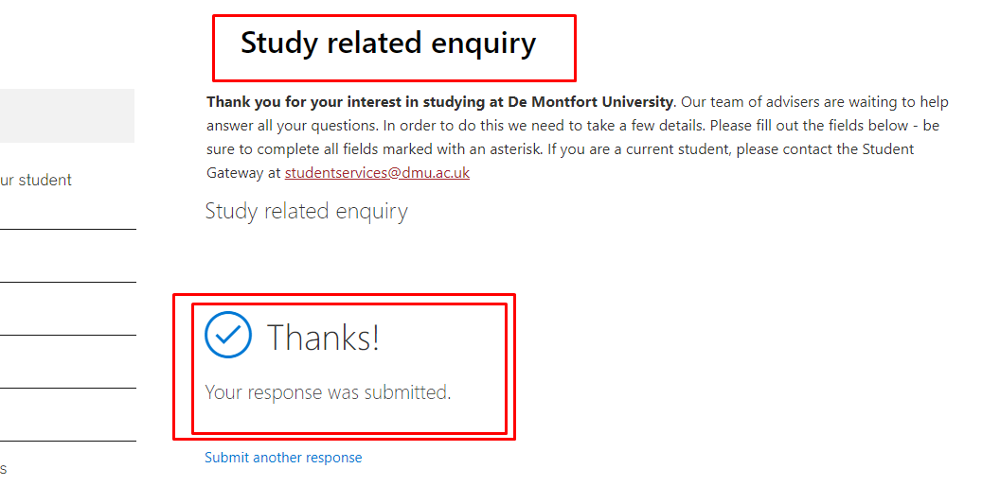 Study related enquiry
Thank you for your interest in studying at De Montfort University. Our team of advisers are waiting to help
answer all your questions. In order to do this we need to take a few details. Please fill out the fields below - be
sure to complete all fields marked with an asterisk. If you are a current student, please contact the Student
Gateway at studentservices@dmu.ac.uk
ur student
Study related enquiry
Thanks!
Your response was submitted.
Submit another response
s